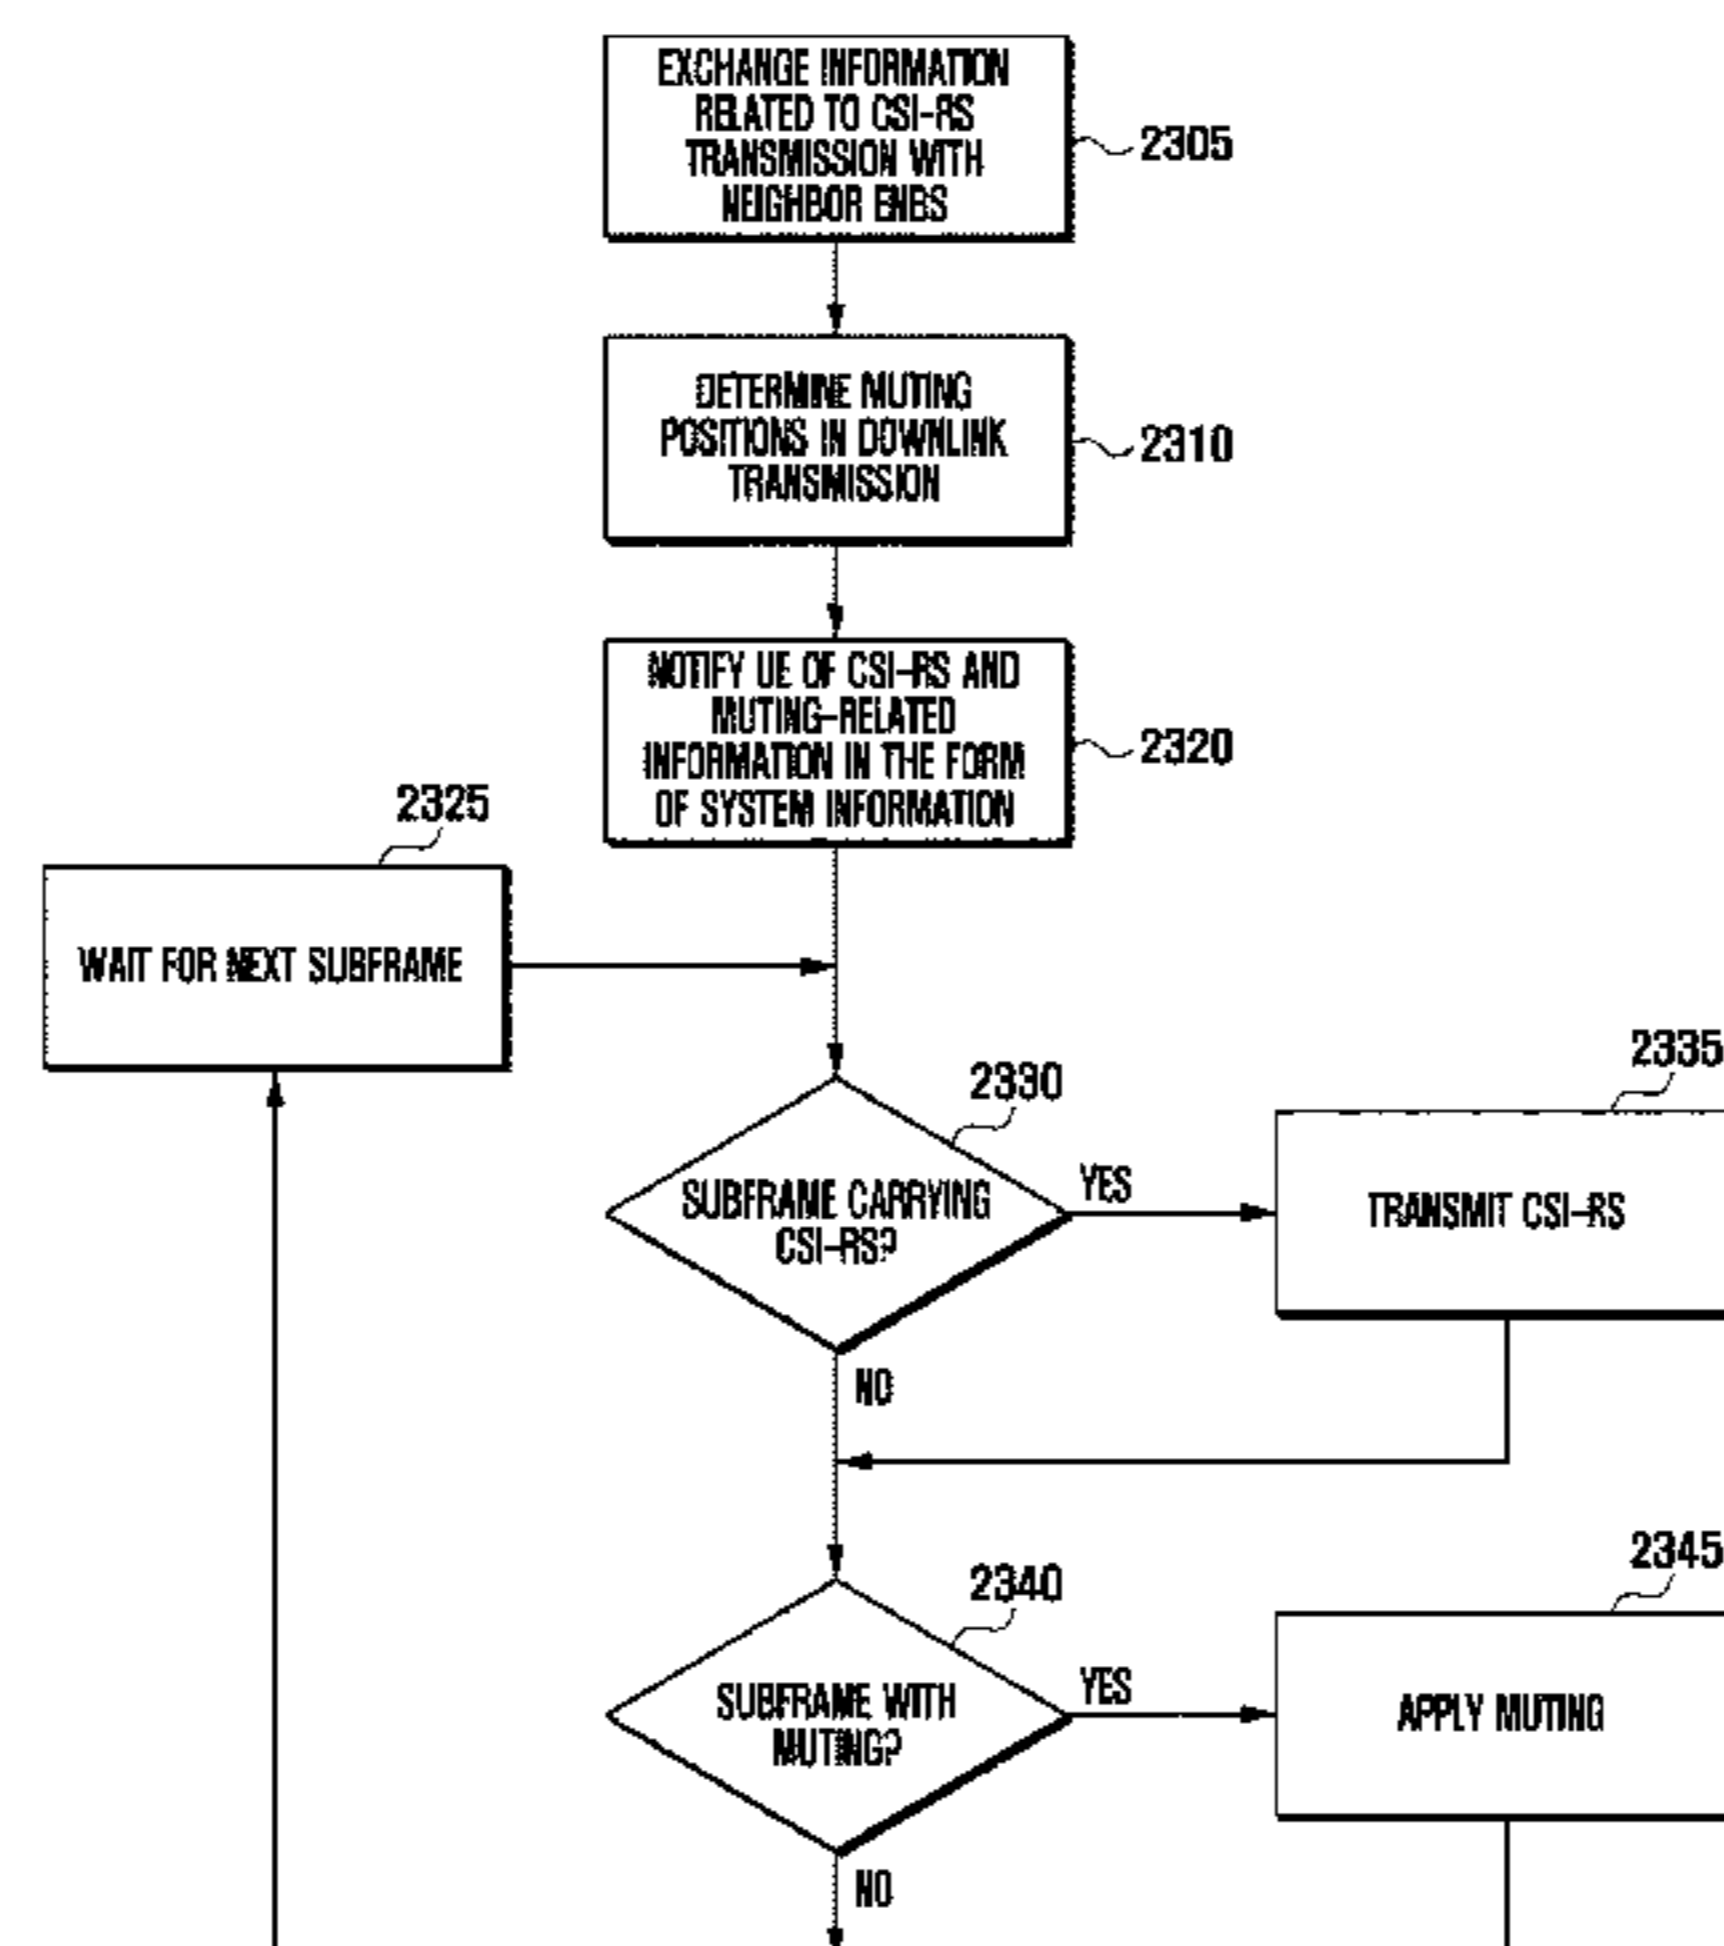 EXCHANGE INFORMATION
RELATED TO CSI-RS
TRANSMISSION WITH
NEIGHBOR ENBS
2305
DETERMINE MUTING
POSITIONS IN DOWNLINK
TRANSMISSION
2310
NOTIFY UE OF CSI-RS AND
MUTING-RELATED
INFORMATION IN THE FORM
OF SYSTEM INFORMATION
2320
2325
WAIT FOR NEXT SUBFRAME
2330
SUBFRAME CARRYING
CSI-RS?
YES
NO
2335
TRANSMIT CSI-RS
2340
SUBFRAME WITH
MUTING?
YES
NO
2345
APPLY MUTING